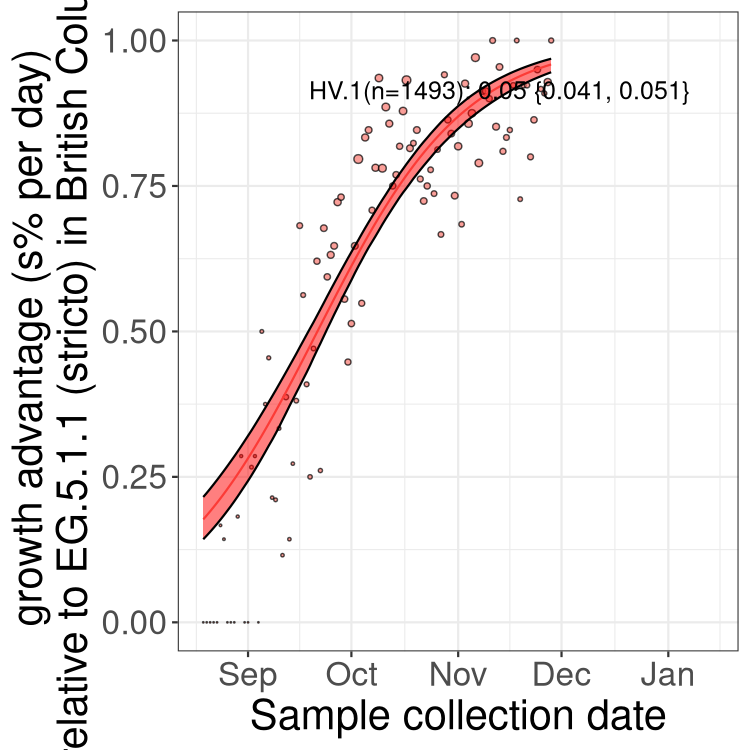 growth advantage (s% per day)
relative to EG.5.1.1 (stricto) in British Colu
1.00
0.75
0.50
0.25
0.00
HV.1(n=1493): 0.05 {0.041, 0.051}
Sep Oct Nov Dec Jan
Sample collection date